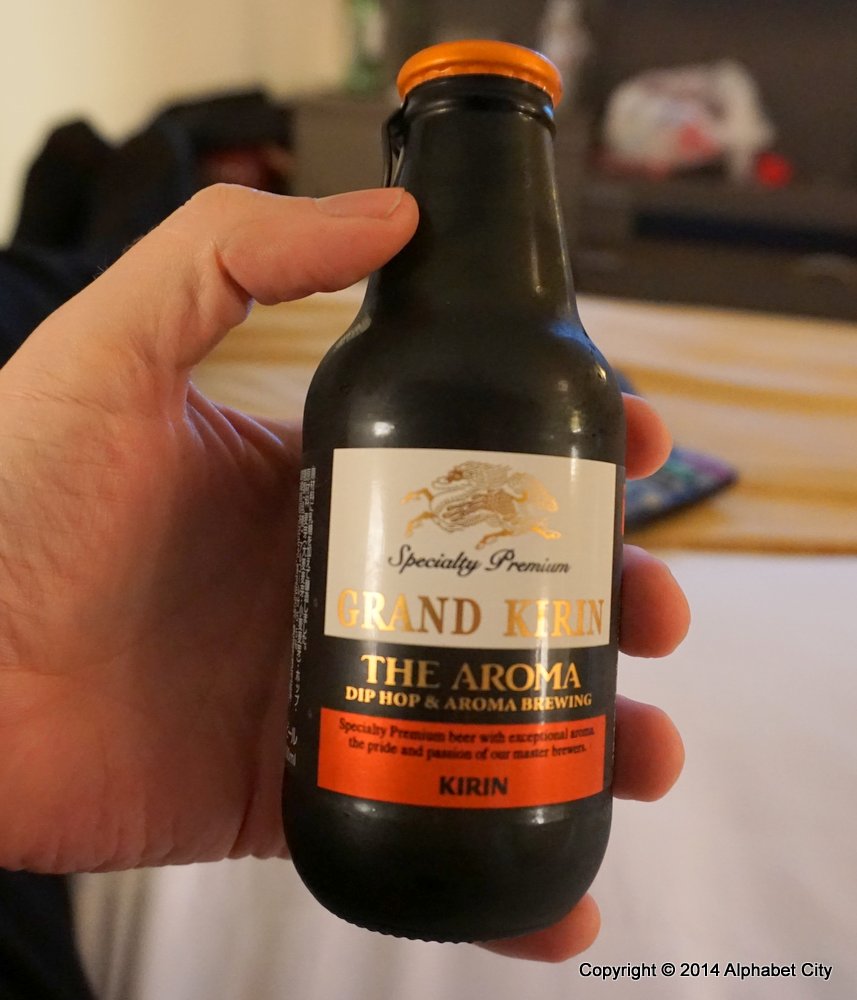 Specialty Premium
GRAND KIRIN
THE AROMA
DIP HOP & AROMA BREWING
Specialty Premium beer with exceptional aroma,
the pride and passion of our master brewers.
KIRIN
Copyright © 2014 Alphabet City